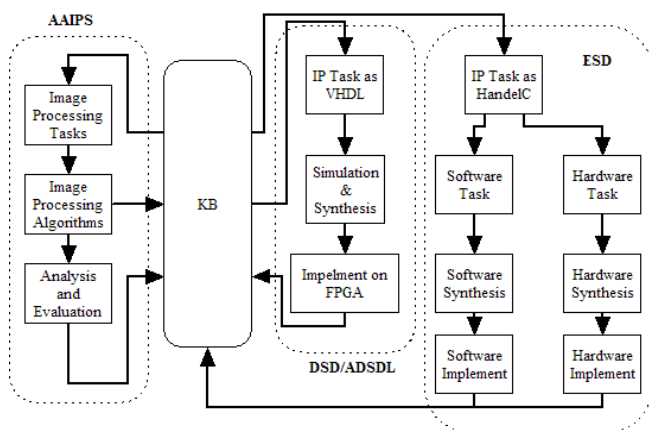 AAIPS
Image
Processing
Tasks
Image
Processing
Algorithms
Analysis
and
Evaluation
KB
IP Task as
VHDL
Simulation
&
Synthesis
Impelment on
FPGA
DSD/ADSDL
ESD
IP Task as
HandelC
Software
Task
Hardware
Task
Software
Synthesis
Hardware
Synthesis
Software
Implement
Hardware
Implement